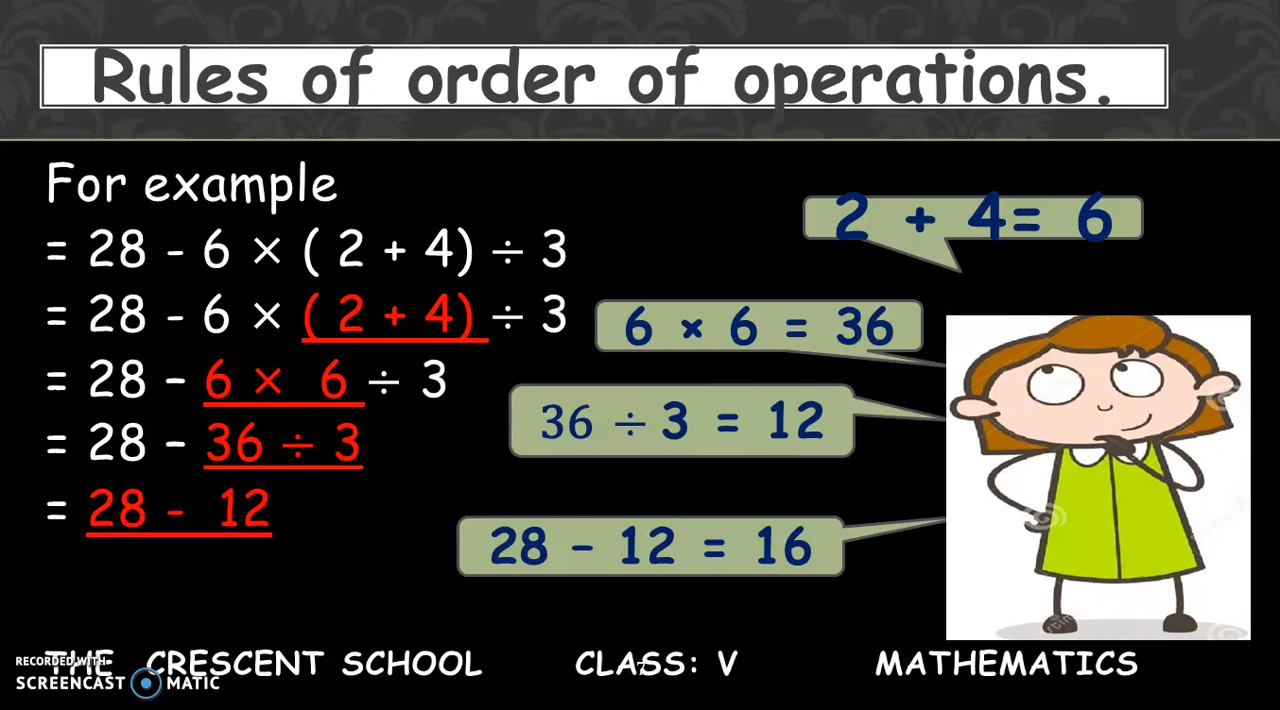 Rules of order of operations.
For example
= 28 - 6 × ( 2 + 4) ÷ 3
= 28 - 6 × ( 2 + 4) ÷ 3
= 28 - 6 × 6 ÷ 3
= 28 - 36 ÷ 3
= 28 - 12
2 + 4= 6
6 × 6 = 36
36 ÷ 3 = 12
28 - 12 = 16
THE CRESCENT SCHOOL CLASS: V MATHEMATICS
RECORDED WITH
SCREENCAST MATIC